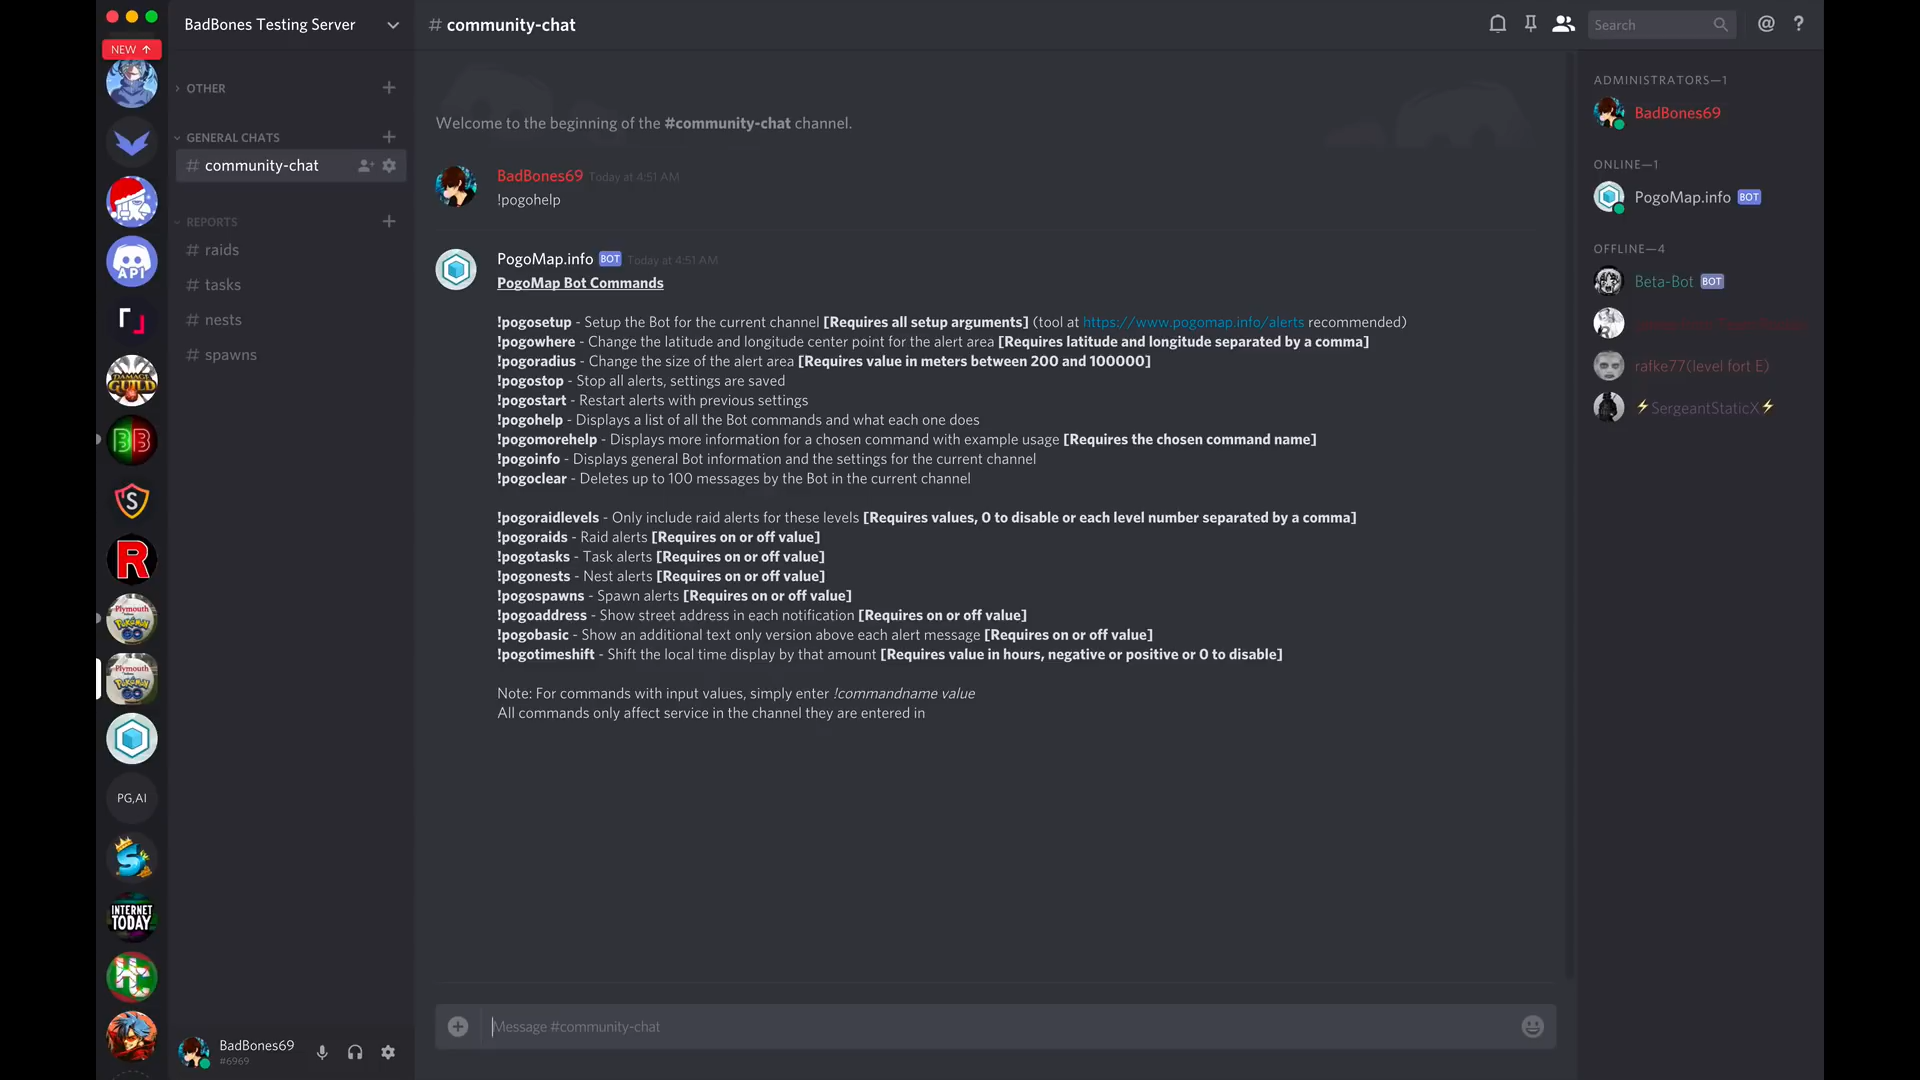 NEW ↑
BadBones Testing Server
# community-chat
Search
@ ?
OTHER
GENERAL CHATS
# community-chat
REPORTS
# raids
# tasks
# nests
# spawns
Welcome to the beginning of the #community-chat channel.
BadBones69 Today at 4:51 AM
!pogohelp
PogoMap.info BOT Today at 4:51 AM
PogoMap Bot Commands
!pogosetup - Setup the Bot for the current channel [Requires all setup arguments] (tool at https://www.pogomap.info/alerts recommended)
!pogowhere - Change the latitude and longitude center point for the alert area [Requires latitude and longitude separated by a comma]
!pogoradius - Change the size of the alert area [Requires value in meters between 200 and 100000]
!pogostop - Stop all alerts, settings are saved
!pogostart - Restart alerts with previous settings
!pogohelp - Displays a list of all the Bot commands and what each one does
!pogomorehelp - Displays more information for a chosen command with example usage [Requires the chosen command name]
!pogoinfo - Displays general Bot information and the settings for the current channel
!pogoclear - Deletes up to 100 messages by the Bot in the current channel
!pogoraidlevels - Only include raid alerts for these levels [Requires values, 0 to disable or each level number separated by a comma]
!pogoraids - Raid alerts [Requires on or off value]
!pogotasks - Task alerts [Requires on or off value]
!pogonests - Nest alerts [Requires on or off value]
!pogospawns - Spawn alerts [Requires on or off value]
!pogoaddress - Show street address in each notification [Requires on or off value]
!pogobasic - Show an additional text only version above each alert message [Requires on or off value]
!pogotimeshift - Shift the local time display by that amount [Requires value in hours, negative or positive or 0 to disable]
Note: For commands with input values, simply enter !commandname value
All commands only affect service in the channel they are entered in
Message #community-chat
ADMINISTRATORS—1
BadBones69
ONLINE—1
PogoMap.info BOT
OFFLINE—4
Beta-Bot BOT
rafke77(level fort E)
⚡SergeantStaticX⚡
API
DAMAGE
GUILD
BB
S
R
Plymouth
Pokémon
GO
Plymouth
Pokémon
GO
PG,AI
S
INTERNET
TODAY
HC
BadBones69
#6969